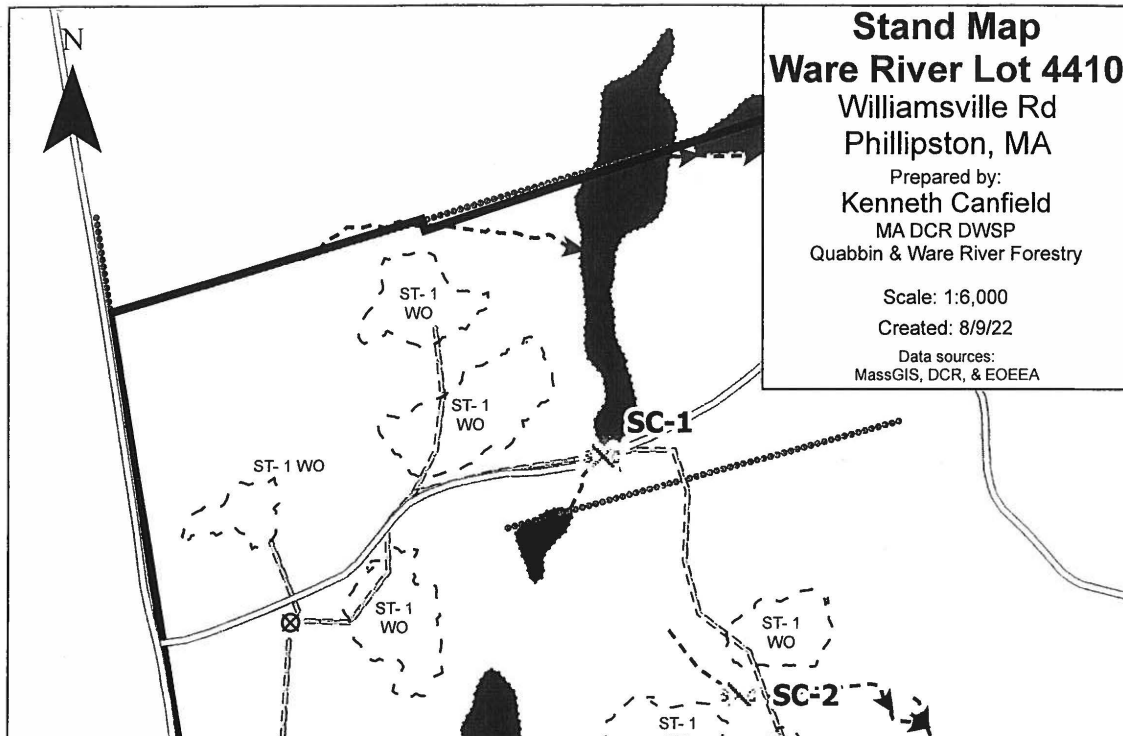 N
Stand Map
Ware River Lot 4410
Williamsville Rd
Phillipston, MA
Prepared by:
Kenneth Canfield
MA DCR DWSP
Quabbin & Ware River Forestry
Scale: 1:6,000
Created: 8/9/22
Data sources:
MassGIS, DCR, & EOEEA
ST- 1
WO
ST- 1
WO
SC-1
ST- 1 WO
ST- 1
WO
ST- 1
WO
SC-2
ST- 1